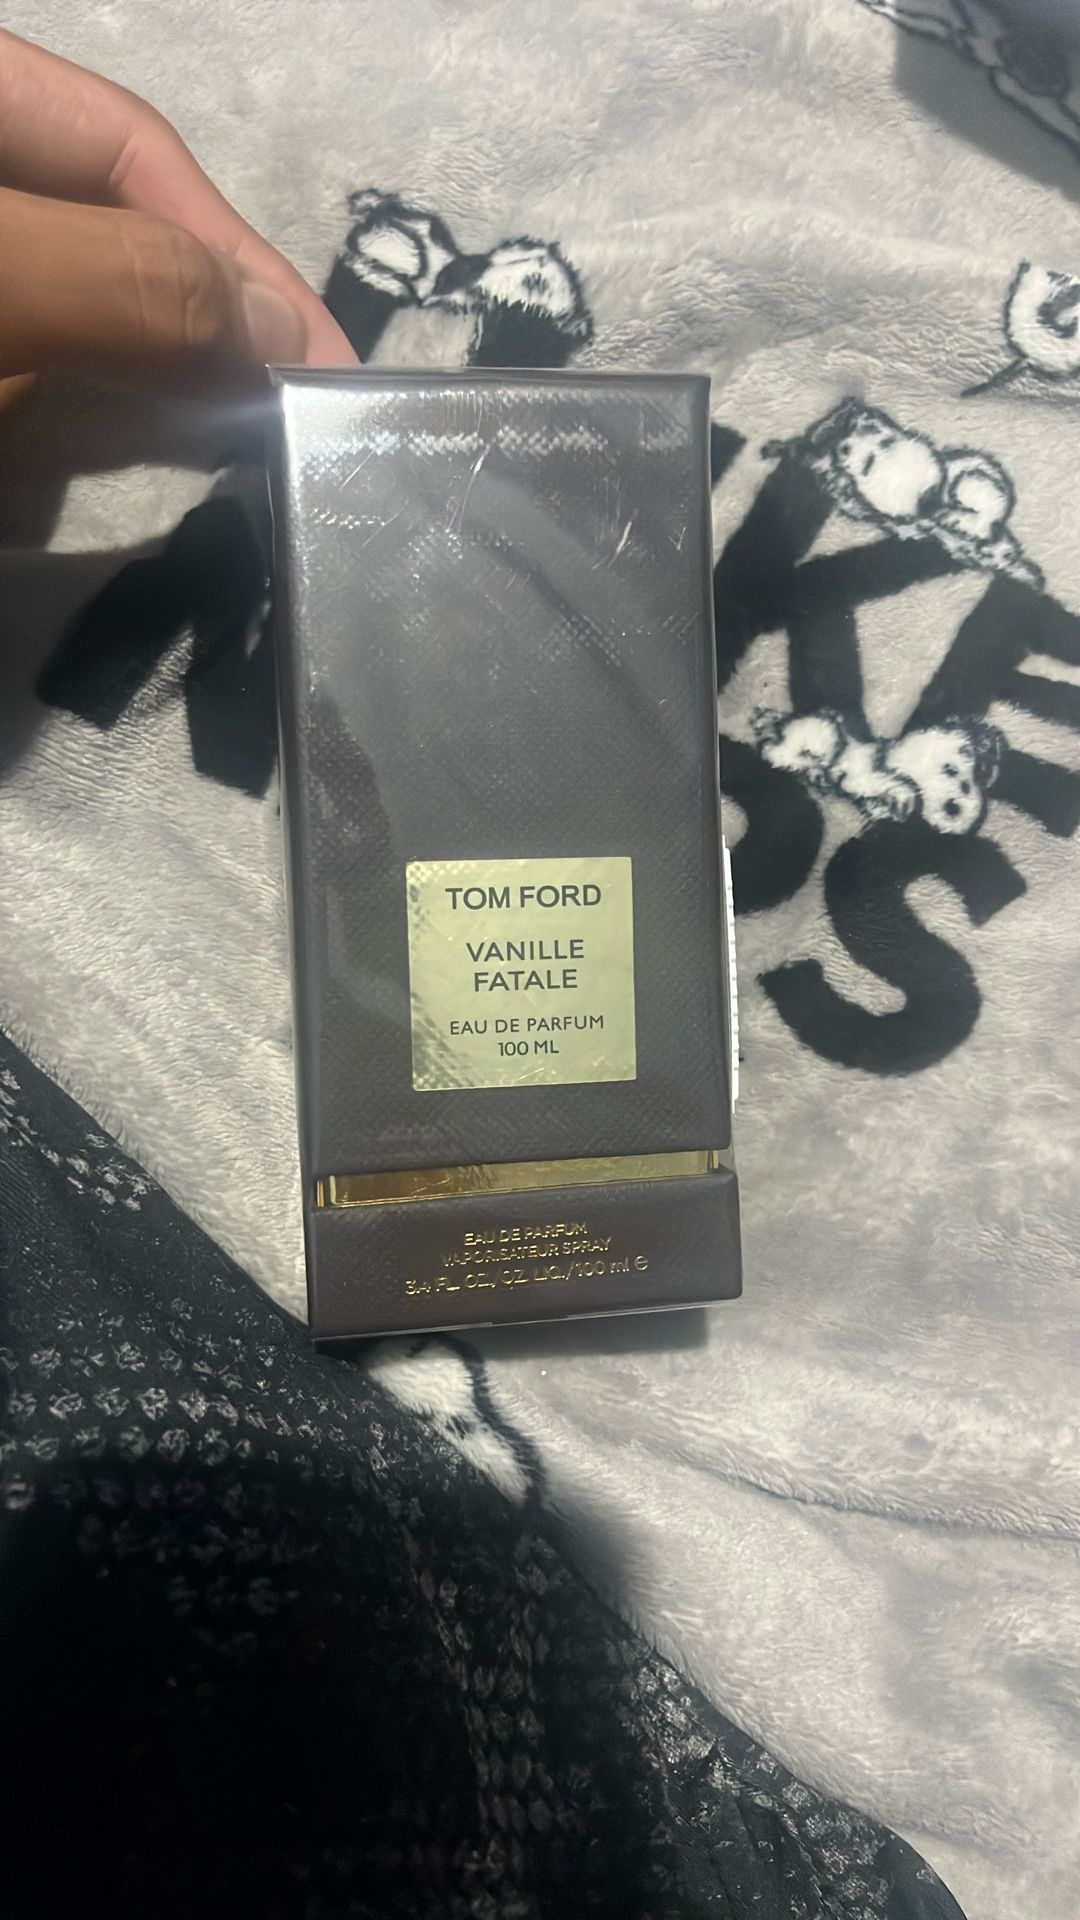 TOM FORD
VANILLE
FATALE
EAU DE PARFUM
100 ML
EAU DE PARFUM
VAPORISATEUR SPRAY
3.4 FL. OZ./OZ. LIQ./100 ml e